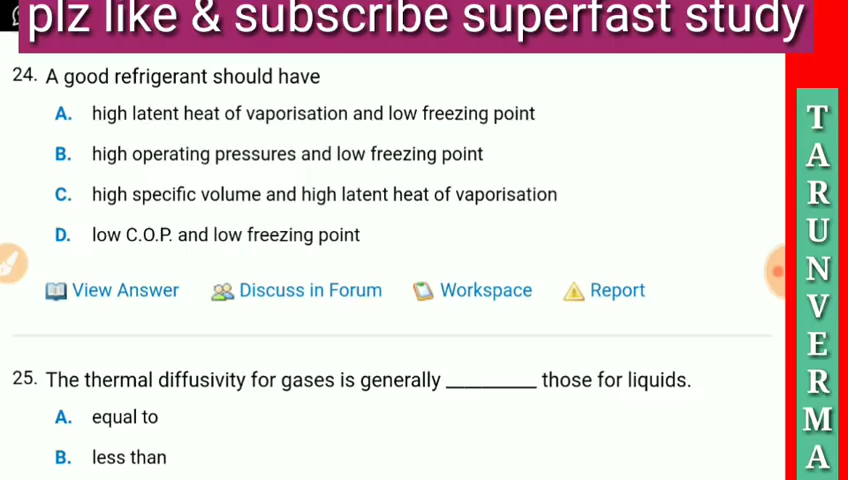 plz like & subscribe superfast study
24. A good refrigerant should have
A. high latent heat of vaporisation and low freezing point
B. high operating pressures and low freezing point
C. high specific volume and high latent heat of vaporisation
D. low C.O.P. and low freezing point
View Answer Discuss in Forum Workspace Report
25. The thermal diffusivity for gases is generally _________ those for liquids.
A. equal to
B. less than
TARUNVERMA